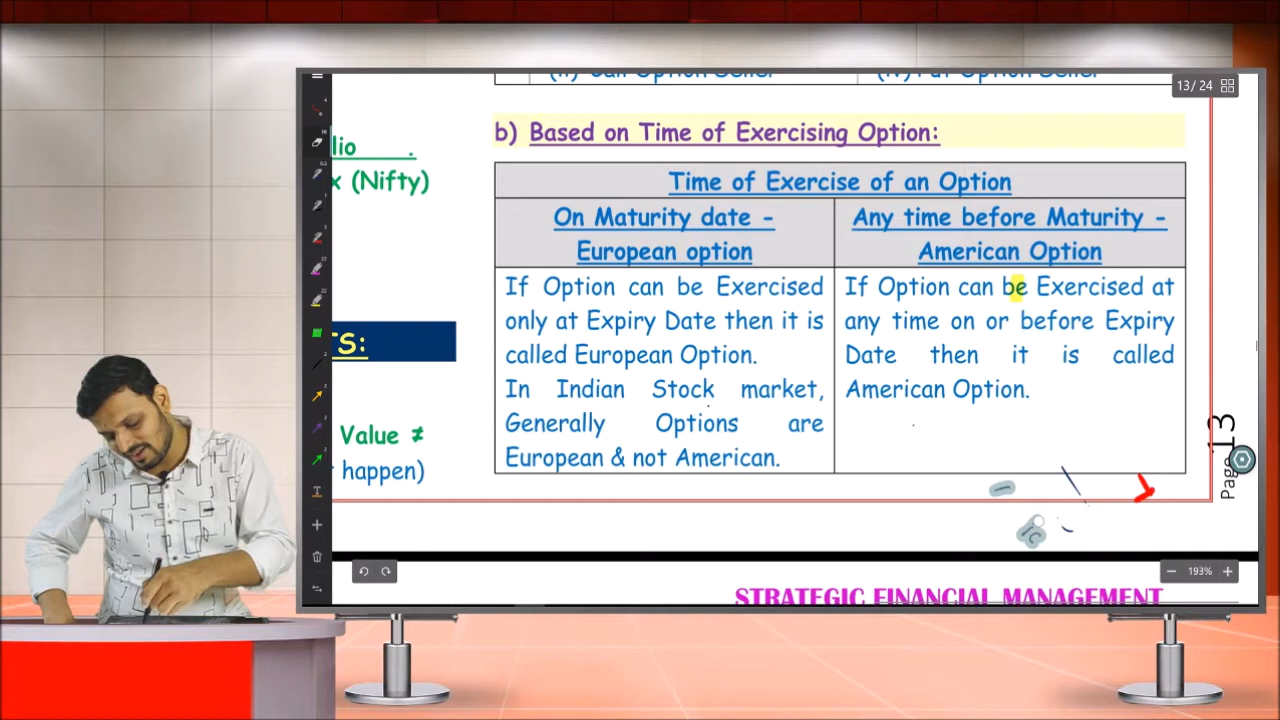 13/24
b) Based on Time of Exercising Option:
lio .
x (Nifty)
Time of Exercise of an Option
On Maturity date -
European option
Any time before Maturity -
American Option
If Option can be Exercised
only at Expiry Date then it is
called European Option.
In Indian Stock market,
Generally Options are
European & not American.
If Option can be Exercised at
any time on or before Expiry
Date then it is called
American Option.
TS:
Value ≠
happen)
Page 13
193%
STRATEGIC FINANCIAL MANAGEMENT